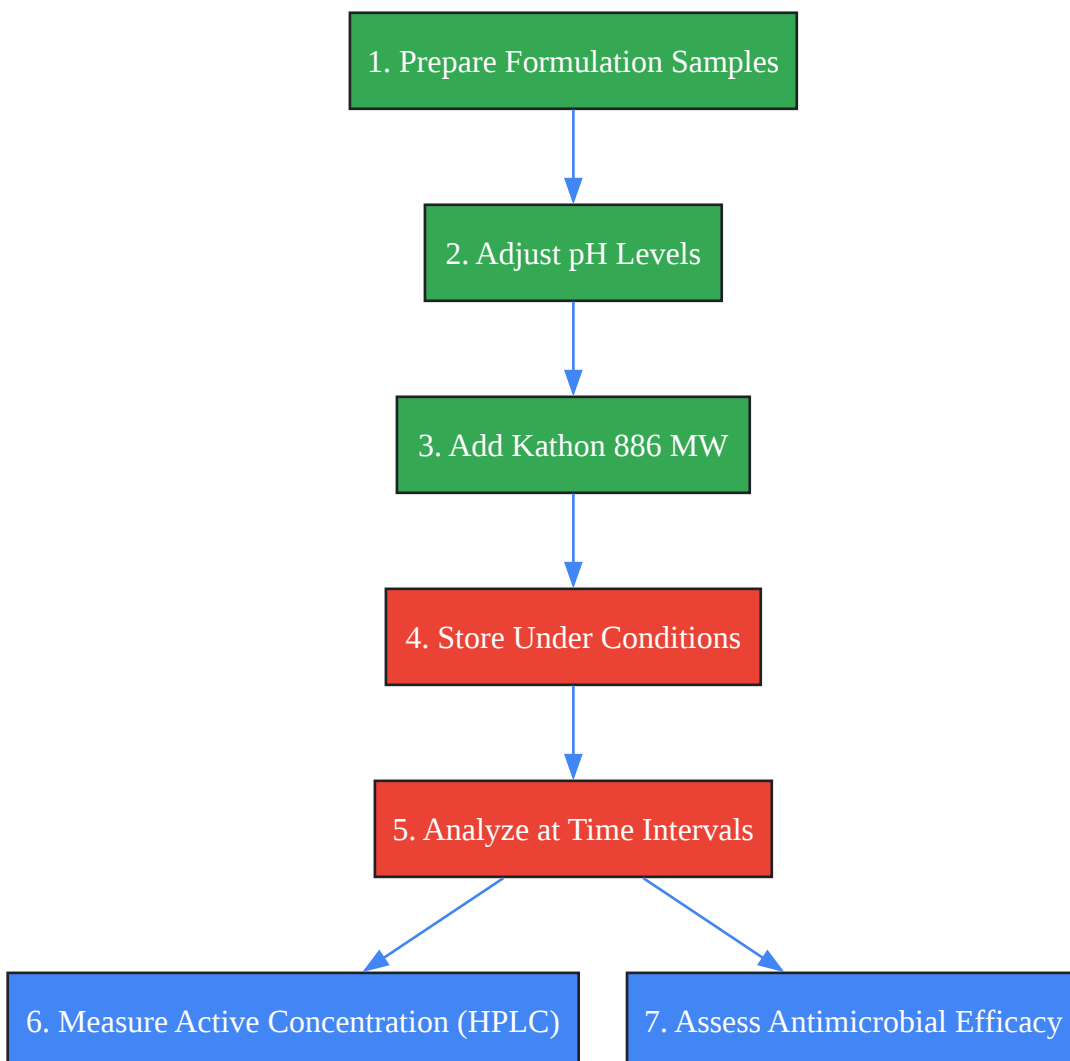 1. Prepare Formulation Samples
2. Adjust pH Levels
3. Add Kathon 886 MW
4. Store Under Conditions
5. Analyze at Time Intervals
6. Measure Active Concentration (HPLC)
7. Assess Antimicrobial Efficacy